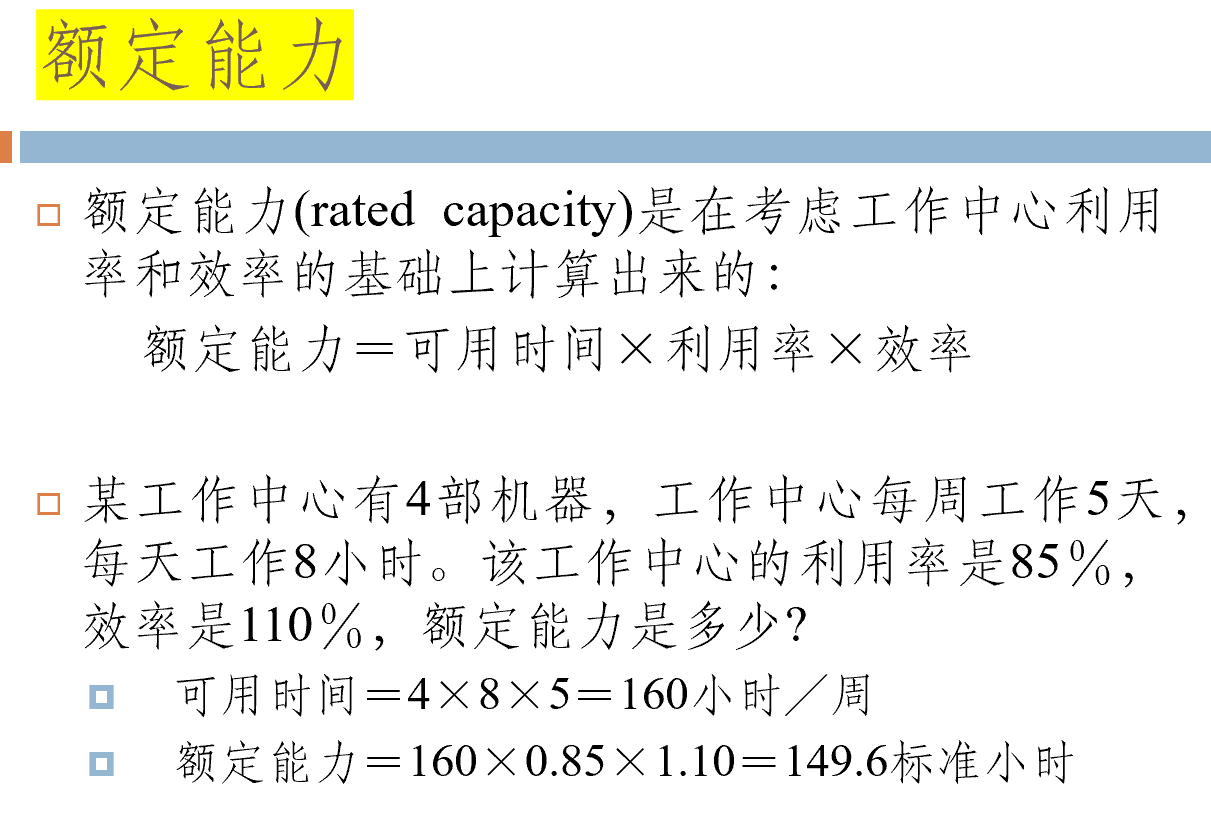 额定能力
额定能力(rated capacity)是在考虑工作中心利用
率和效率的基础上计算出来的：
额定能力＝可用时间×利用率×效率
某工作中心有4部机器，工作中心每周工作5天，
每天工作8小时。该工作中心的利用率是85％，
效率是110％，额定能力是多少?
可用时间＝4×8×5＝160小时／周
额定能力＝160×0.85×1.10＝149.6标准小时